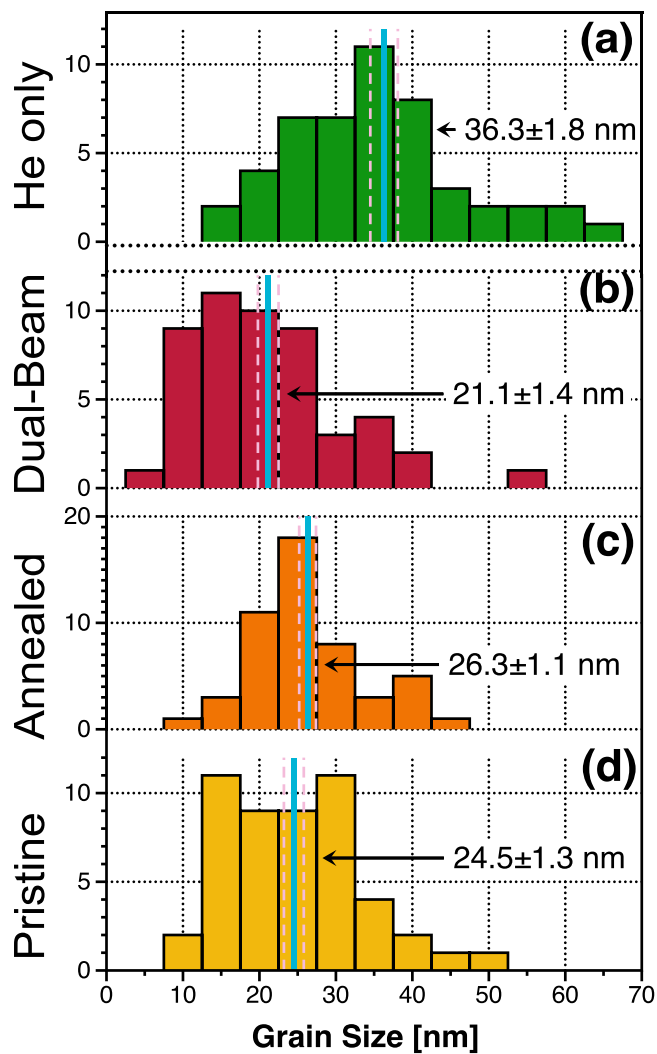 (a)
He only
10
5
0
36.3±1.8 nm
(b)
Dual-Beam
10
5
0
21.1±1.4 nm
(c)
Annealed
20
10
0
26.3±1.1 nm
(d)
Pristine
10
5
0
24.5±1.3 nm
0 10 20 30 40 50 60 70
Grain Size [nm]